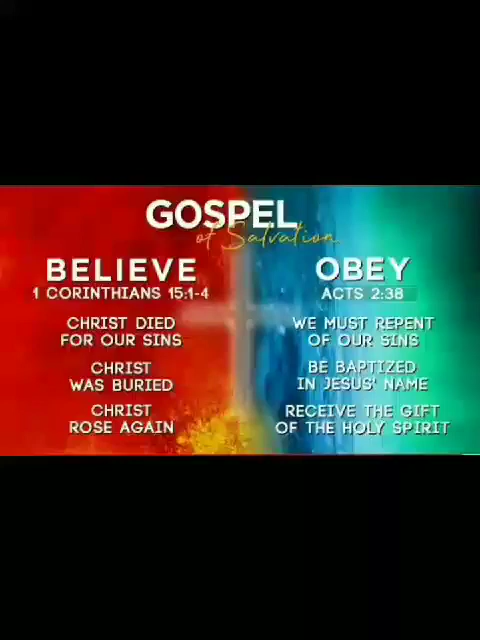 GOSPEL
of Salvation
BELIEVE
1 CORINTHIANS 15:1-4
CHRIST DIED
FOR OUR SINS
CHRIST
WAS BURIED
CHRIST
ROSE AGAIN
OBEY
ACTS 2:38
WE MUST REPENT
OF OUR SINS
BE BAPTIZED
IN JESUS' NAME
RECEIVE THE GIFT
OF THE HOLY SPIRIT